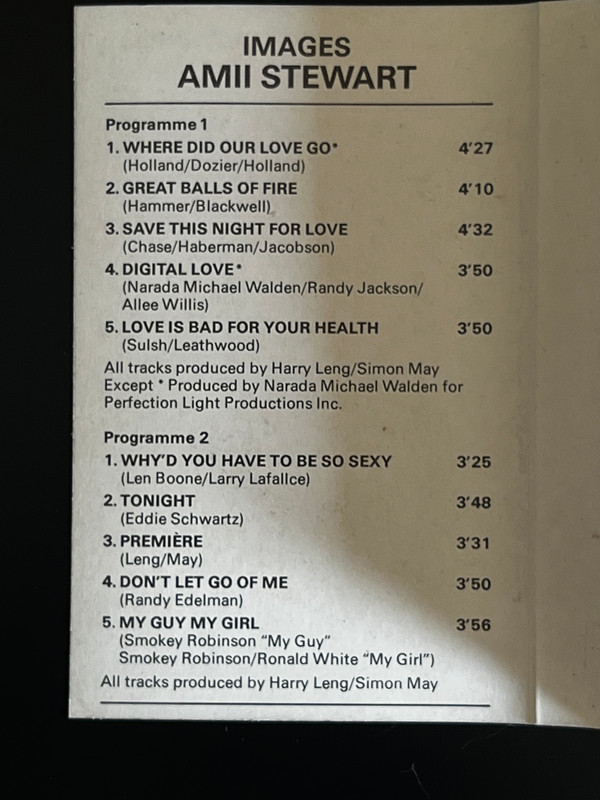 IMAGES
AMII STEWART
Programme 1
1. WHERE DID OUR LOVE GO* 4'27
(Holland/Dozier/Holland)
2. GREAT BALLS OF FIRE 4'10
(Hammer/Blackwell)
3. SAVE THIS NIGHT FOR LOVE 4'32
(Chase/Haberman/Jacobson)
4. DIGITAL LOVE* 3'50
(Narada Michael Walden/Randy Jackson/
Allee Willis)
5. LOVE IS BAD FOR YOUR HEALTH 3'50
(Sulsh/Leathwood)
All tracks produced by Harry Leng/Simon May
Except * Produced by Narada Michael Walden for
Perfection Light Productions Inc.
Programme 2
1. WHY'D YOU HAVE TO BE SO SEXY 3'25
(Len Boone/Larry Lafallce)
2. TONIGHT 3'48
(Eddie Schwartz)
3. PREMIÈRE 3'31
(Leng/May)
4. DON'T LET GO OF ME 3'50
(Randy Edelman)
5. MY GUY MY GIRL 3'56
(Smokey Robinson "My Guy"
Smokey Robinson/Ronald White "My Girl")
All tracks produced by Harry Leng/Simon May